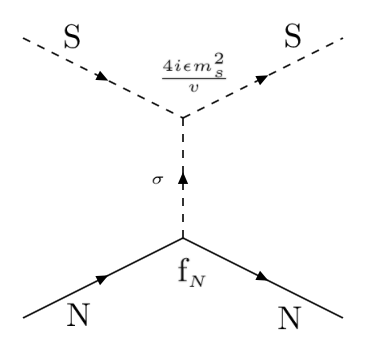 S S
4iϵm_s^2 / v
σ
f_N
N N